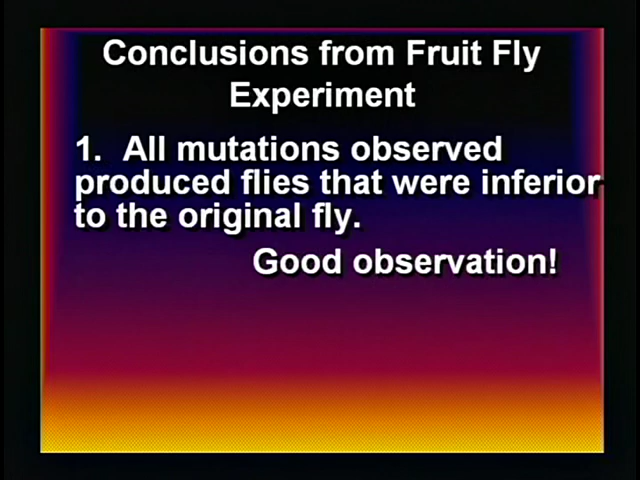 Conclusions from Fruit Fly
Experiment
1. All mutations observed
produced flies that were inferior
to the original fly.
Good observation!